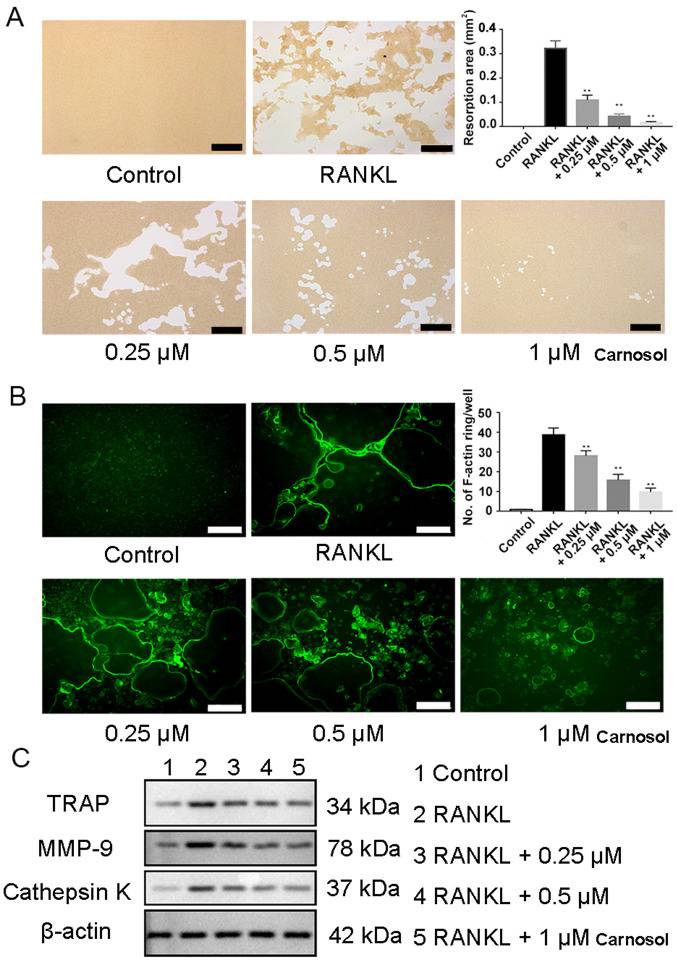 A
Control
RANKL
Resorption area (mm²)
0.4
0.3
0.2
0.1
0.0
**
**
**
Control
RANKL
RANKL
+ 0.25 µM
RANKL
+ 0.5 µM
RANKL
+ 1 µM
0.25 µM
0.5 µM
1 µM Carnosol
B
Control
RANKL
No. of F-actin ring/well
50
40
30
20
10
0
**
**
**
Control
RANKL
RANKL
+ 0.25 µM
RANKL
+ 0.5 µM
RANKL
+ 1 µM
0.25 µM
0.5 µM
1 µM Carnosol
C
1 2 3 4 5
TRAP
34 kDa
MMP-9
78 kDa
Cathepsin K
37 kDa
β-actin
42 kDa
1 Control
2 RANKL
3 RANKL + 0.25 µM
4 RANKL + 0.5 µM
5 RANKL + 1 µM Carnosol